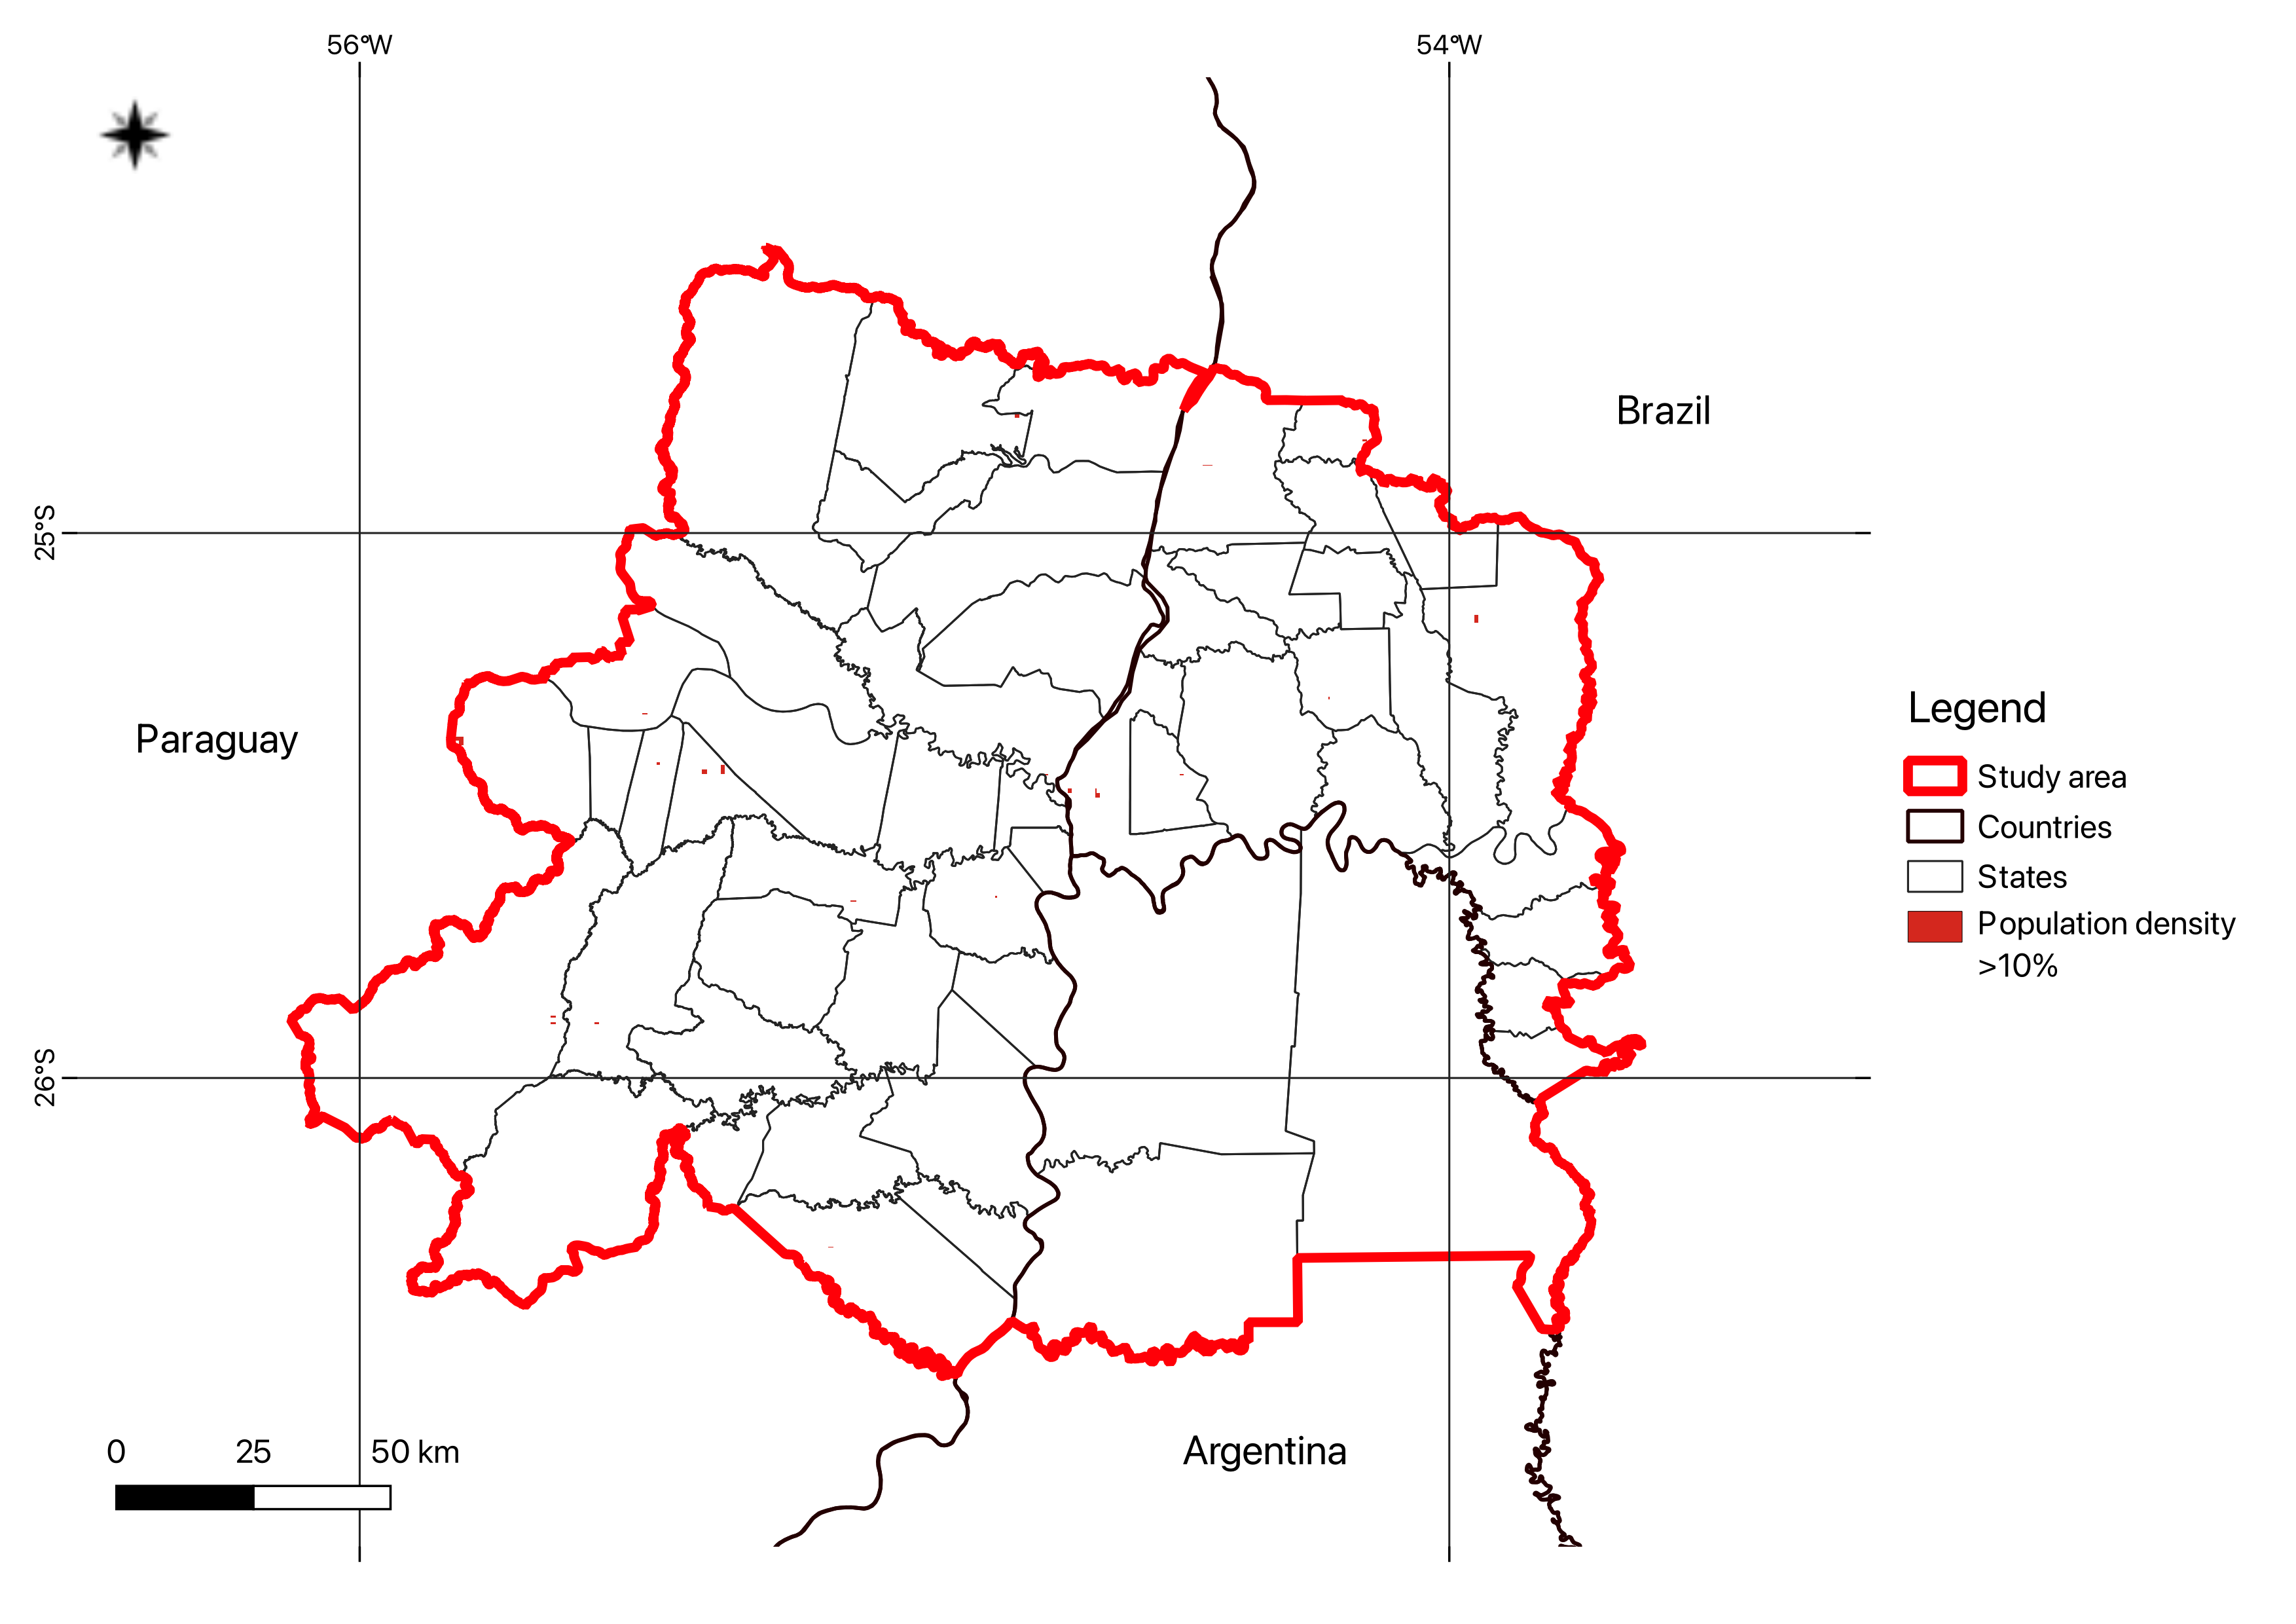 56°W
54°W
Brazil
25°S
Paraguay
Legend
Study area
Countries
States
Population density
>10%
26°S
0 25 50 km
Argentina